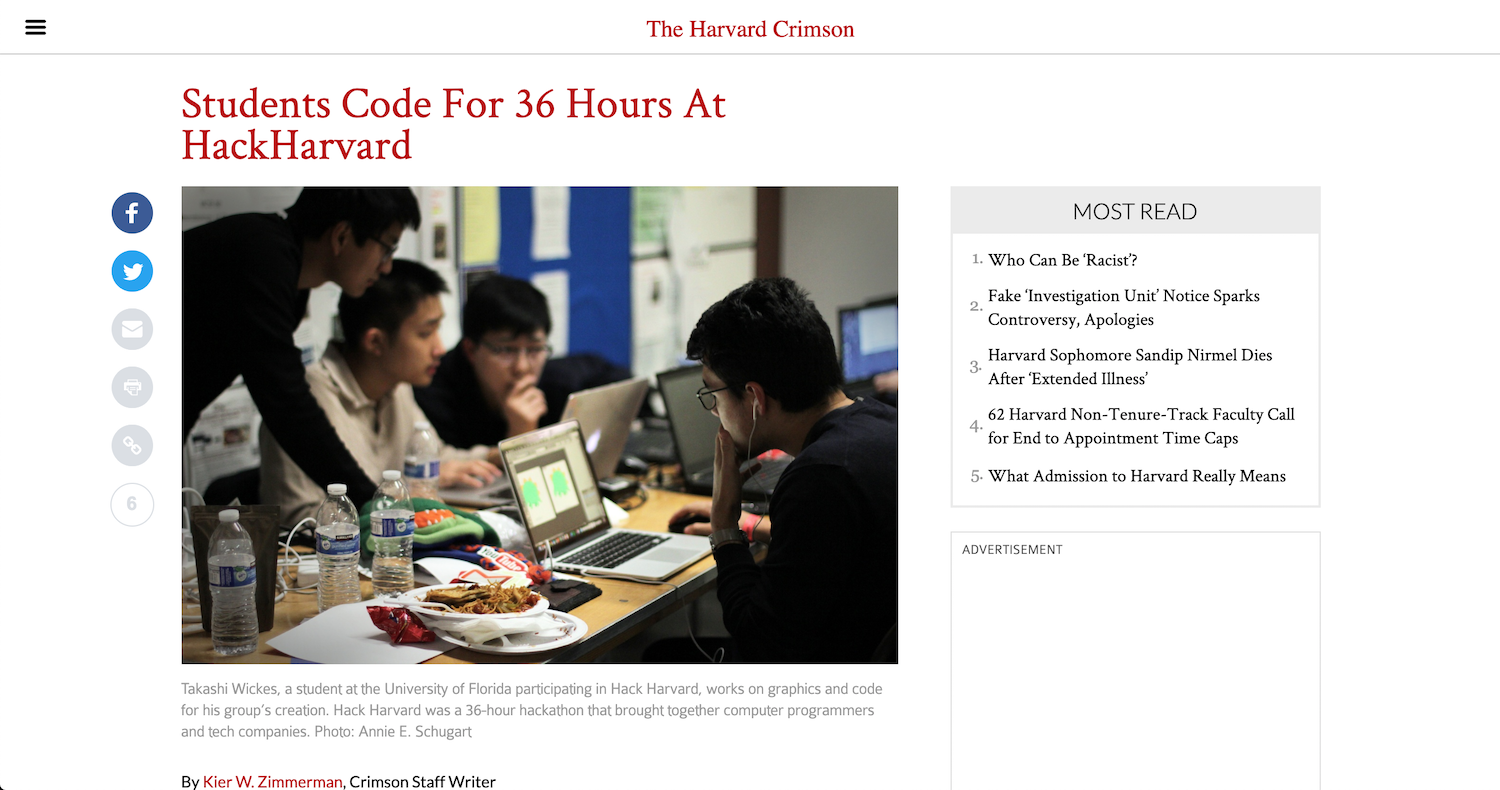 The Harvard Crimson
Students Code For 36 Hours At
HackHarvard
MOST READ
1. Who Can Be ‘Racist’?
2. Fake ‘Investigation Unit’ Notice Sparks
Controversy, Apologies
3. Harvard Sophomore Sandip Nirmel Dies
After ‘Extended Illness’
4. 62 Harvard Non-Tenure-Track Faculty Call
for End to Appointment Time Caps
5. What Admission to Harvard Really Means
6
ADVERTISEMENT
YouTube
Takashi Wickes, a student at the University of Florida participating in Hack Harvard, works on graphics and code
for his group’s creation. Hack Harvard was a 36-hour hackathon that brought together computer programmers
and tech companies. Photo: Annie E. Schugart
By Kier W. Zimmerman, Crimson Staff Writer